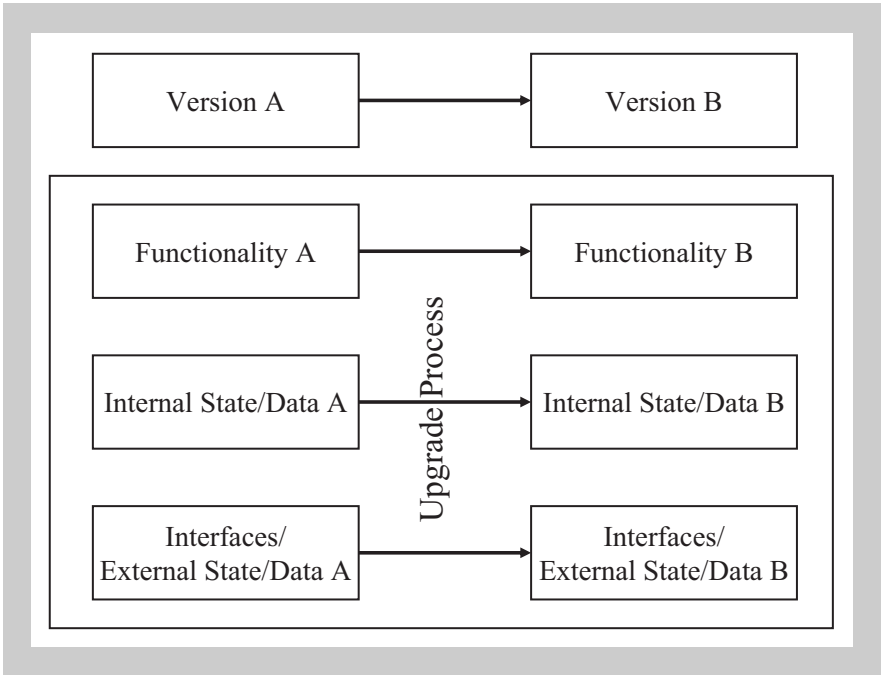 Version A
Version B
Functionality A
Functionality B
Upgrade Process
Internal State/Data A
Internal State/Data B
Interfaces/
External State/Data A
Interfaces/
External State/Data B